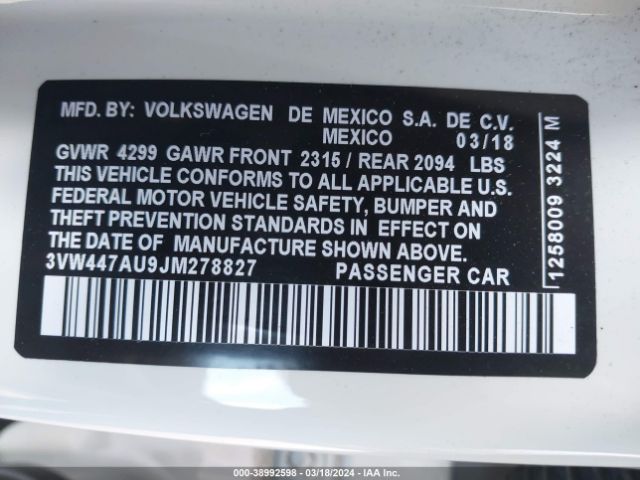 MFD. BY: VOLKSWAGEN DE MEXICO S.A. DE C.V.
MEXICO 03/18
GVWR 4299 GAWR FRONT 2315 / REAR 2094 LBS
THIS VEHICLE CONFORMS TO ALL APPLICABLE U.S.
FEDERAL MOTOR VEHICLE SAFETY, BUMPER AND
THEFT PREVENTION STANDARDS IN EFFECT ON
THE DATE OF MANUFACTURE SHOWN ABOVE.
3VW447AU9JM278827 PASSENGER CAR
1258009 3224 M
000-38992598 - 03/18/2024 - IAA, Inc.